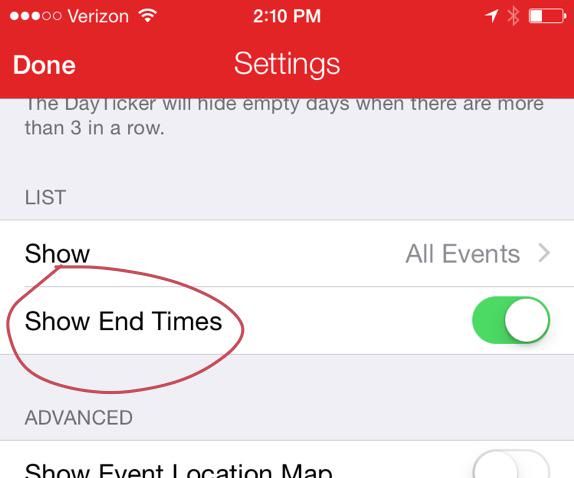 Verizon 2:10 PM
Done Settings
The DayTicker will hide empty days when there are more
than 3 in a row.
LIST
Show All Events
Show End Times
ADVANCED
Show Event Location Map